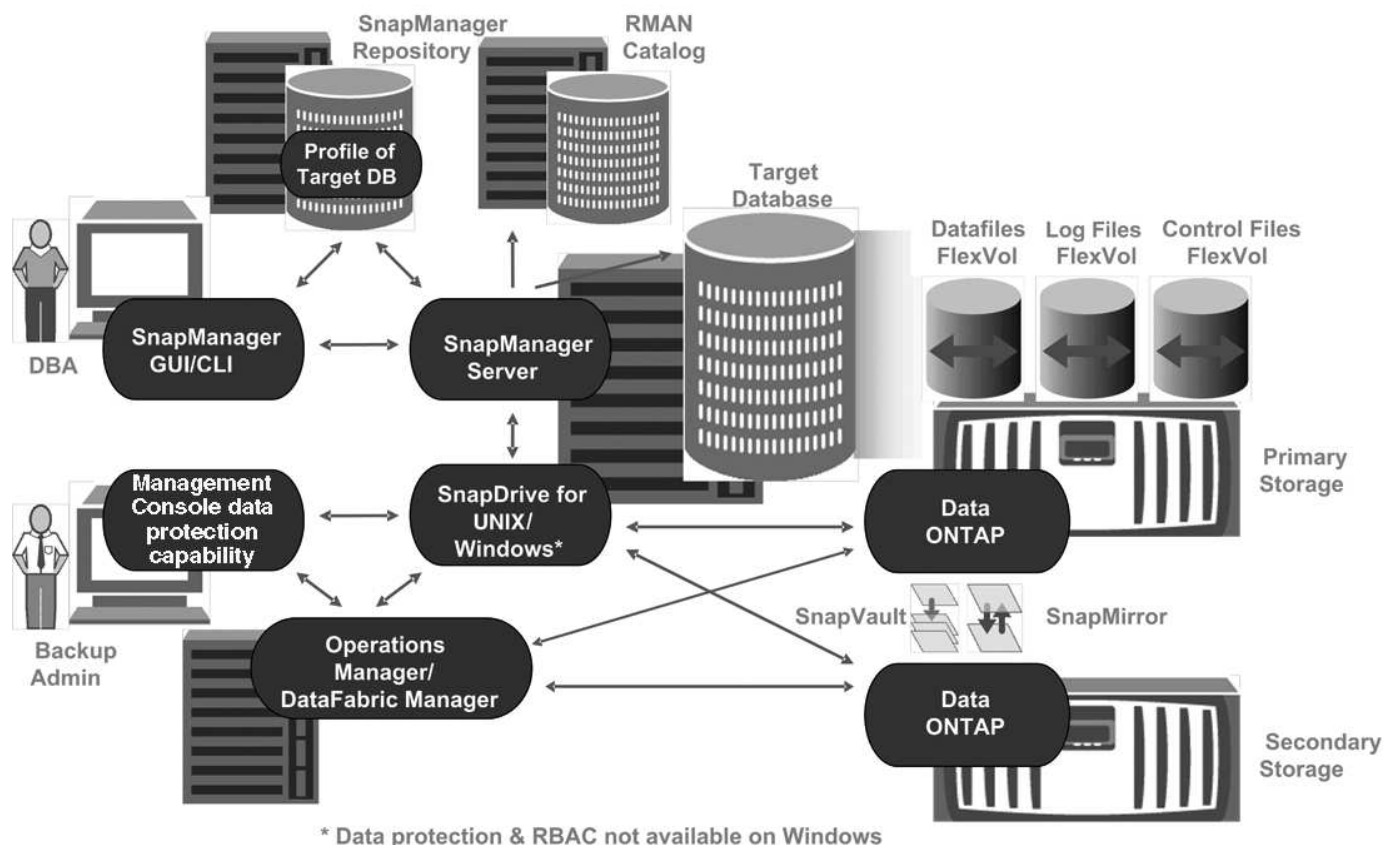 SnapManager
Repository
RMAN
Catalog
Profile of
Target DB
Target
Database
Datafiles
FlexVol
Log Files
FlexVol
Control Files
FlexVol
DBA
SnapManager
GUI/CLI
SnapManager
Server
Primary
Storage
Management
Console data
protection
capability
SnapDrive for
UNIX/
Windows*
Data
ONTAP
SnapVault
SnapMirror
Backup
Admin
Operations
Manager/
DataFabric Manager
Data
ONTAP
Secondary
Storage
* Data protection & RBAC not available on Windows